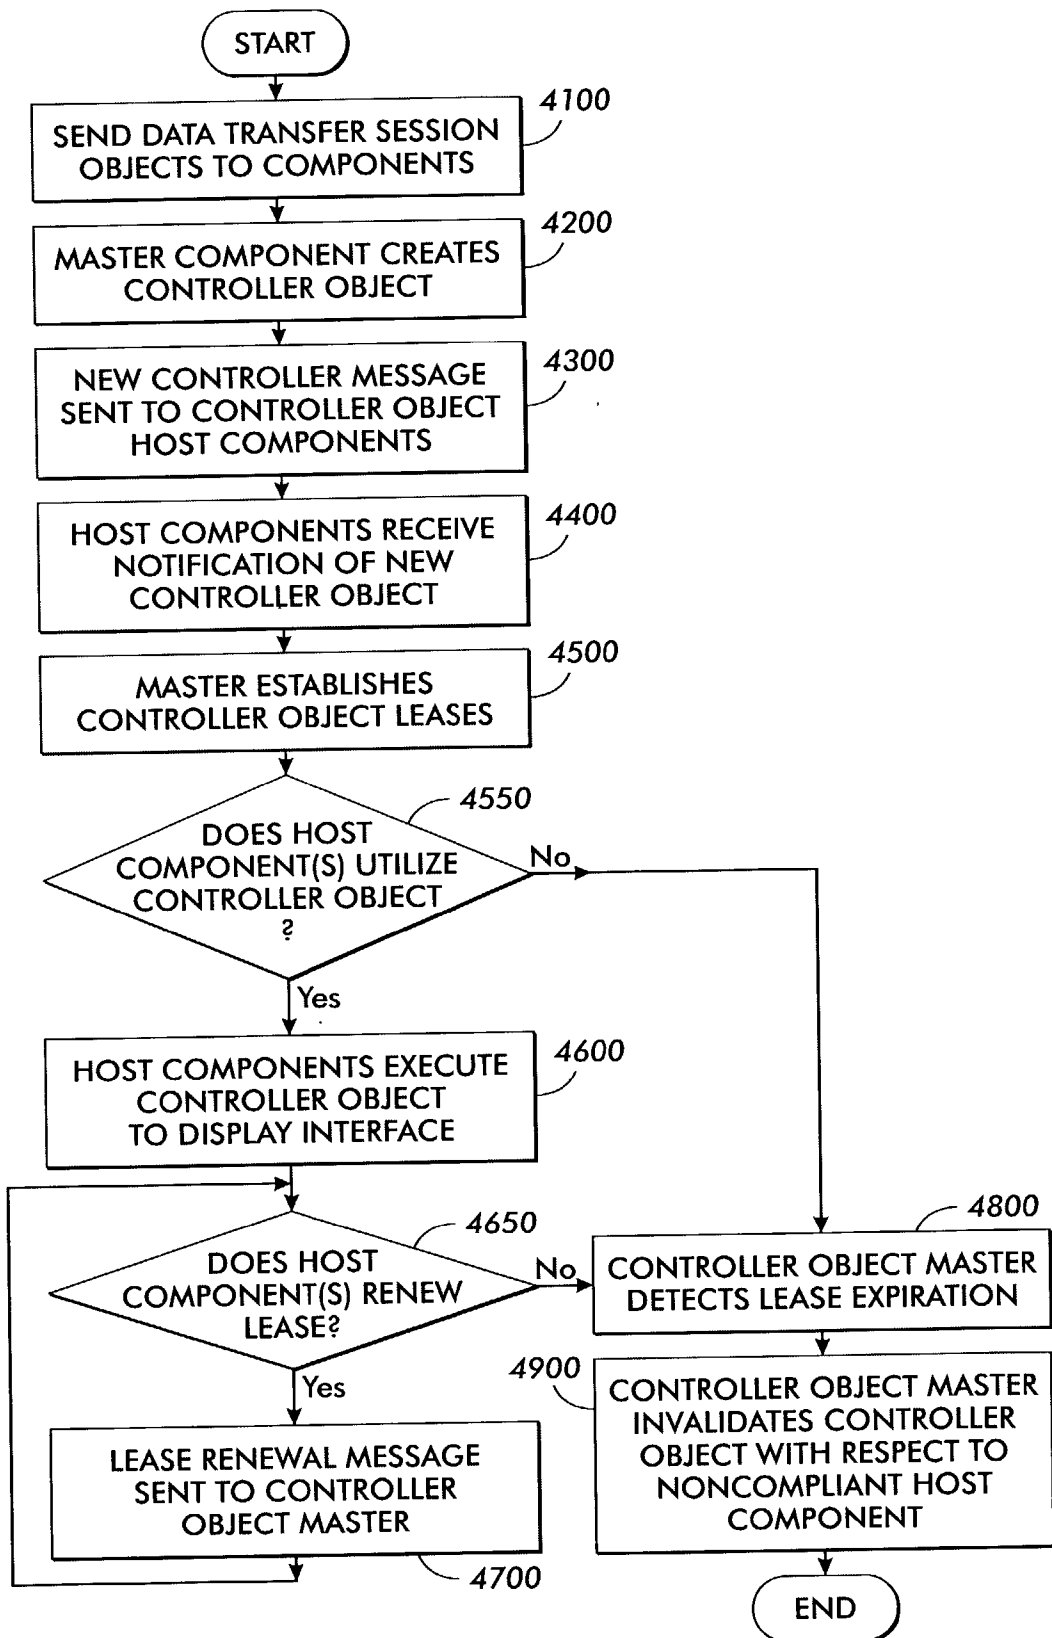 START
4100
SEND DATA TRANSFER SESSION
OBJECTS TO COMPONENTS
4200
MASTER COMPONENT CREATES
CONTROLLER OBJECT
4300
NEW CONTROLLER MESSAGE
SENT TO CONTROLLER OBJECT
HOST COMPONENTS
4400
HOST COMPONENTS RECEIVE
NOTIFICATION OF NEW
CONTROLLER OBJECT
4500
MASTER ESTABLISHES
CONTROLLER OBJECT LEASES
4550
DOES HOST
COMPONENT(S) UTILIZE
CONTROLLER OBJECT
?
No
Yes
4600
HOST COMPONENTS EXECUTE
CONTROLLER OBJECT
TO DISPLAY INTERFACE
4650
DOES HOST
COMPONENT(S) RENEW
LEASE?
No
Yes
4800
CONTROLLER OBJECT MASTER
DETECTS LEASE EXPIRATION
4900
CONTROLLER OBJECT MASTER
INVALIDATES CONTROLLER
OBJECT WITH RESPECT TO
NONCOMPLIANT HOST
COMPONENT
LEASE RENEWAL MESSAGE
SENT TO CONTROLLER
OBJECT MASTER
4700
END